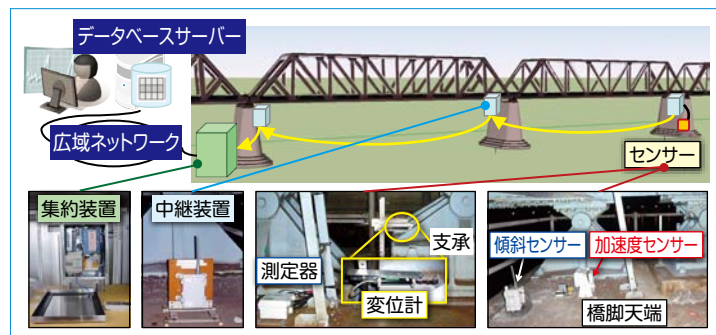 データベースサーバー
広域ネットワーク
センサー
集約装置
中継装置
測定器
支承
変位計
傾斜センサー
加速度センサー
橋脚天端